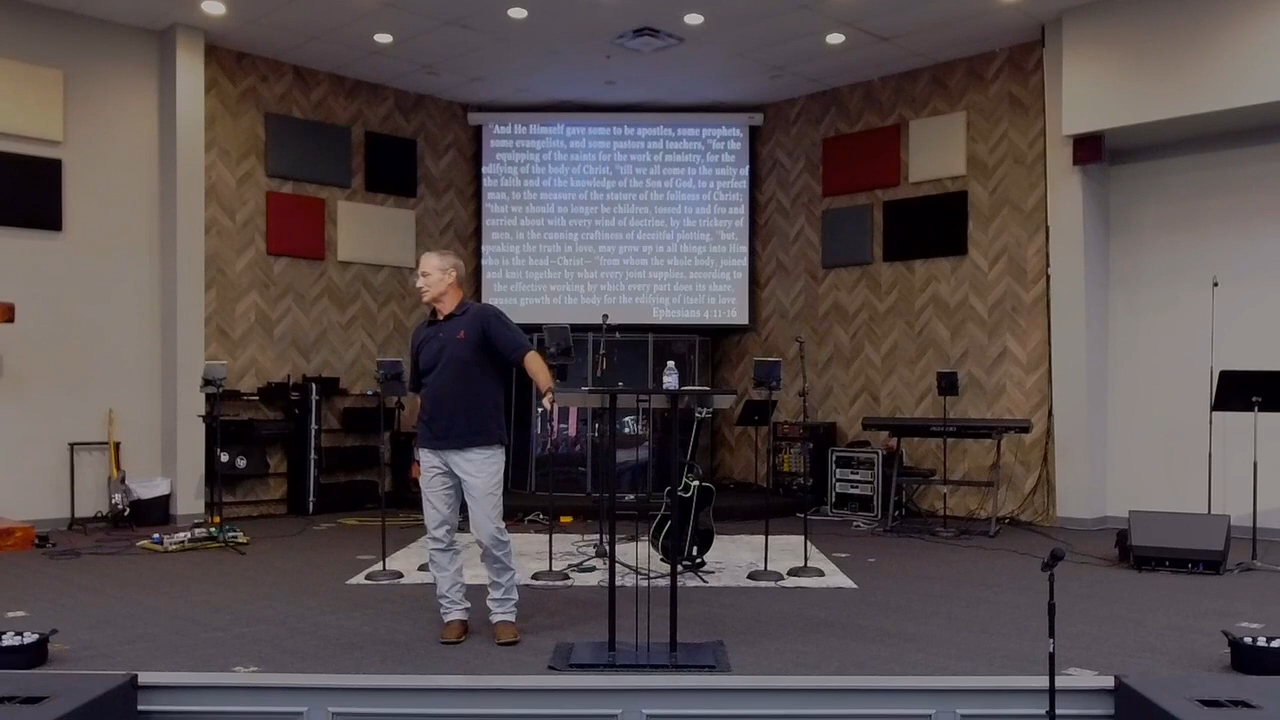 "And He Himself gave some to be apostles, some prophets,
some evangelists, and some pastors and teachers, for the
equipping of the saints for the work of ministry, for the
edifying of the body of Christ, till we all come to the unity of
the faith and of the knowledge of the Son of God, to a perfect
man, to the measure of the stature of the fullness of Christ;
that we should no longer be children, tossed to and fro and
carried about with every wind of doctrine, by the trickery of
men, in the cunning craftiness of deceitful plotting, but,
speaking the truth in love, may grow up in all things into Him
who is the head—Christ— from whom the whole body, joined
and knit together by what every joint supplies, according to
the effective working by which every part does its share,
causes growth of the body for the edifying of itself in love
Ephesians 4:11-16